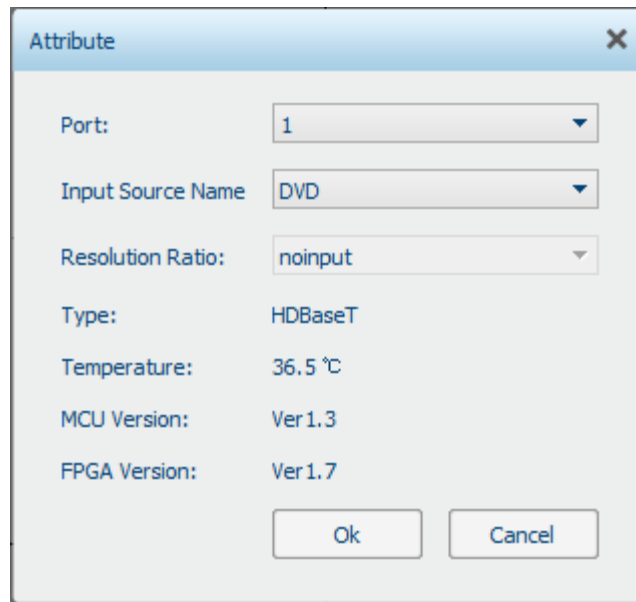 Attribute
Port: 1
Input Source Name DVD
Resolution Ratio: noinput
Type: HDBaseT
Temperature: 36.5 ℃
MCU Version: Ver1.3
FPGA Version: Ver1.7
Ok Cancel